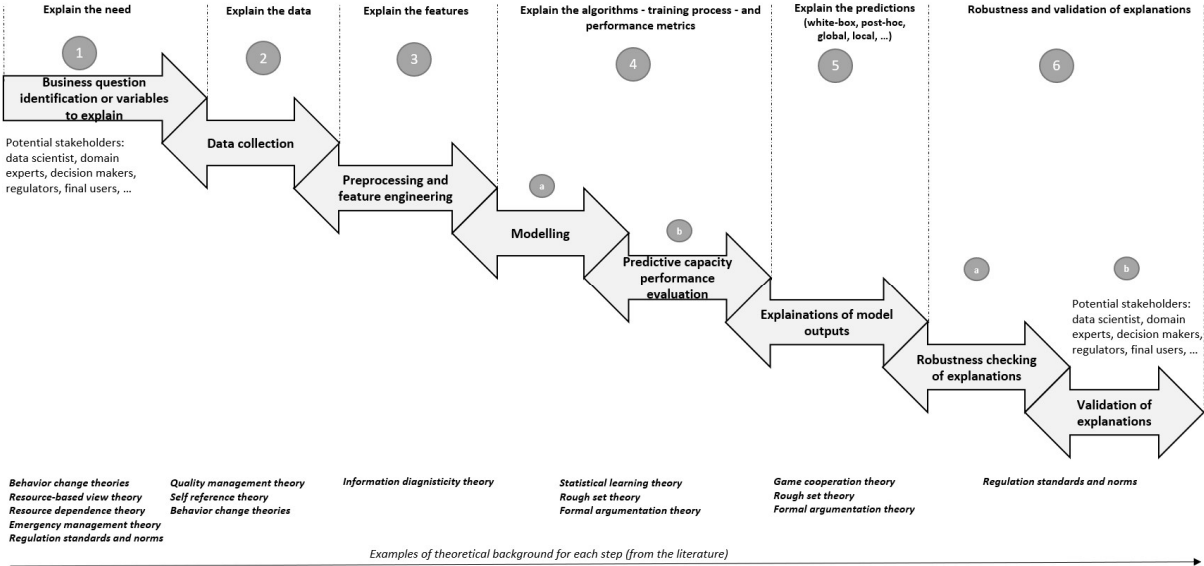 Explain the need
Explain the data
Explain the features
Explain the algorithms - training process - and
performance metrics
Explain the predictions
(white-box, post-hoc,
global, local, ...)
Robustness and validation of explanations
1
2
3
4
5
6
Business question
identification or variables
to explain
Potential stakeholders:
data scientist, domain
experts, decision makers,
regulators, final users, ...
Data collection
Preprocessing and
feature engineering
a
Modelling
b
Predictive capacity
performance
evaluation
Explainations of model
outputs
a
Robustness checking
of explanations
b
Potential stakeholders:
data scientist, domain
experts, decision makers,
regulators, final users, ...
Validation of
explanations
Behavior change theories
Resource-based view theory
Resource dependence theory
Emergency management theory
Regulation standards and norms
Quality management theory
Self reference theory
Behavior change theories
Information diagnisticity theory
Statistical learning theory
Rough set theory
Formal argumentation theory
Game cooperation theory
Rough set theory
Formal argumentation theory
Regulation standards and norms
Examples of theoretical background for each step (from the literature)